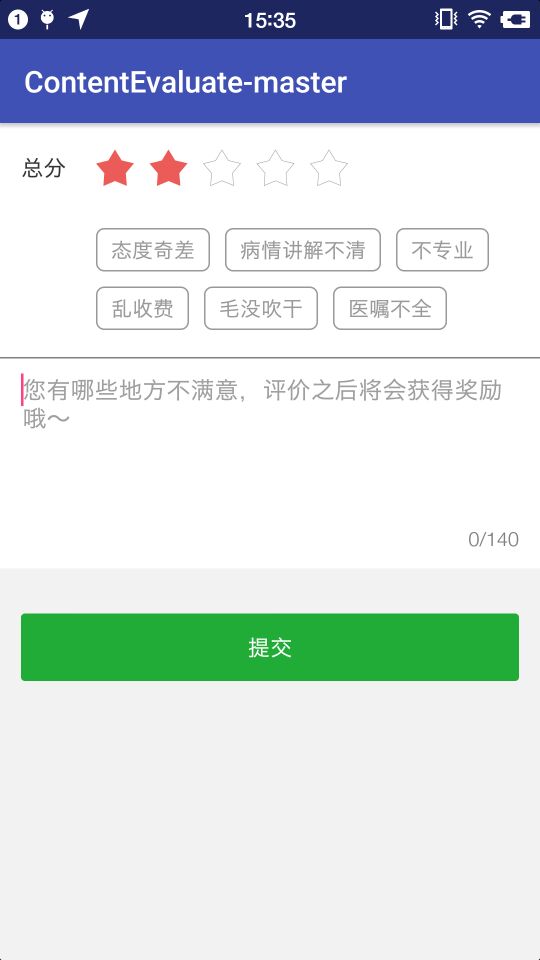 1 15:35
ContentEvaluate-master
总分
态度奇差 病情讲解不清 不专业
乱收费 毛没吹干 医嘱不全
您有哪些地方不满意，评价之后将会获得奖励
哦～
0/140
提交